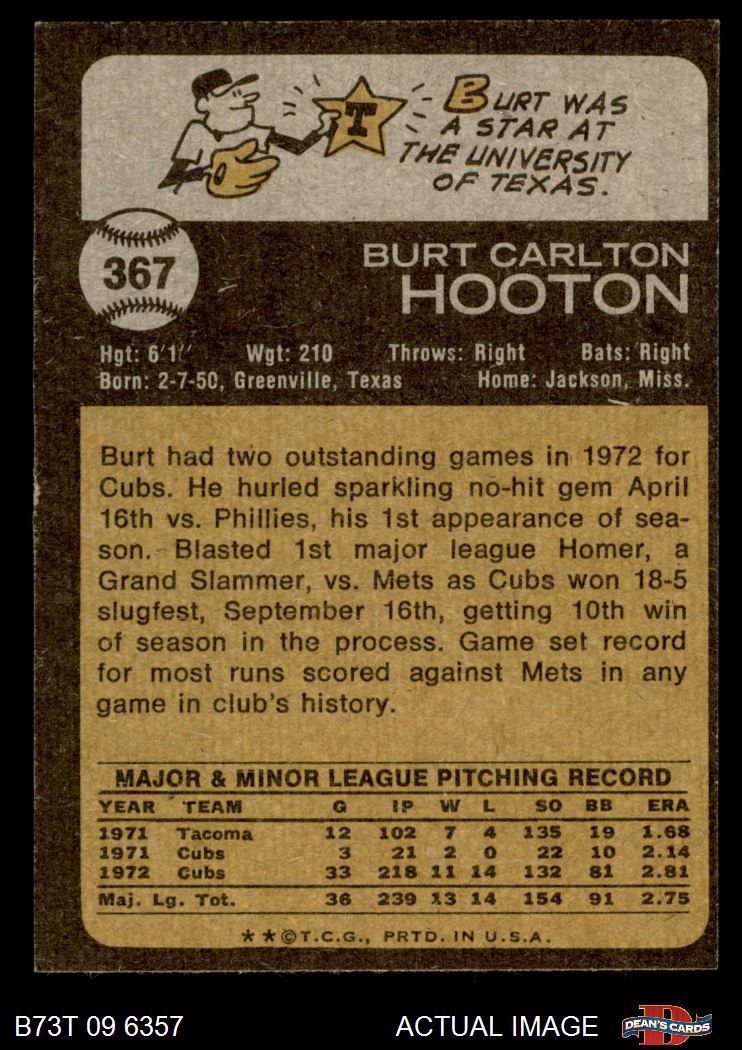 T
BURT WAS
A STAR AT
THE UNIVERSITY
OF TEXAS.
367
BURT CARLTON
HOOTON
Hgt: 6'1" Wgt: 210 Throws: Right Bats: Right
Born: 2-7-50, Greenville, Texas Home: Jackson, Miss.
Burt had two outstanding games in 1972 for
Cubs. He hurled sparkling no-hit gem April
16th vs. Phillies, his 1st appearance of sea-
son. Blasted 1st major league Homer, a
Grand Slammer, vs. Mets as Cubs won 18-5
slugfest, September 16th, getting 10th win
of season in the process. Game set record
for most runs scored against Mets in any
game in club's history.
MAJOR & MINOR LEAGUE PITCHING RECORD
YEAR TEAM G IP W L SO BB ERA
1971 Tacoma 12 102 7 4 135 19 1.68
1971 Cubs 3 21 2 0 22 10 2.14
1972 Cubs 33 218 11 14 132 81 2.81
Maj. Lg. Tot. 36 239 13 14 154 91 2.75
★★©T.C.G., PRTD. IN U.S.A.
B73T 09 6357 ACTUAL IMAGE D DEAN'S CARDS